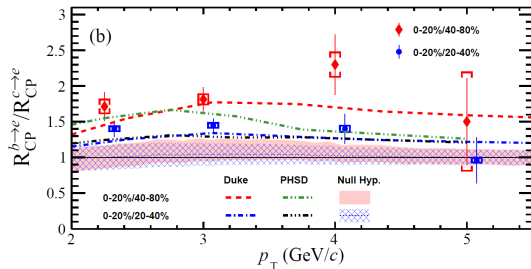 (b)
0-20%/40-80%
0-20%/20-40%
R_CP^{b→e}/R_CP^{c→e}
3
2.5
2
1.5
1
0.5
0
Duke PHSD Null Hyp.
0-20%/40-80%
0-20%/20-40%
2 3 4 5
p_T (GeV/c)